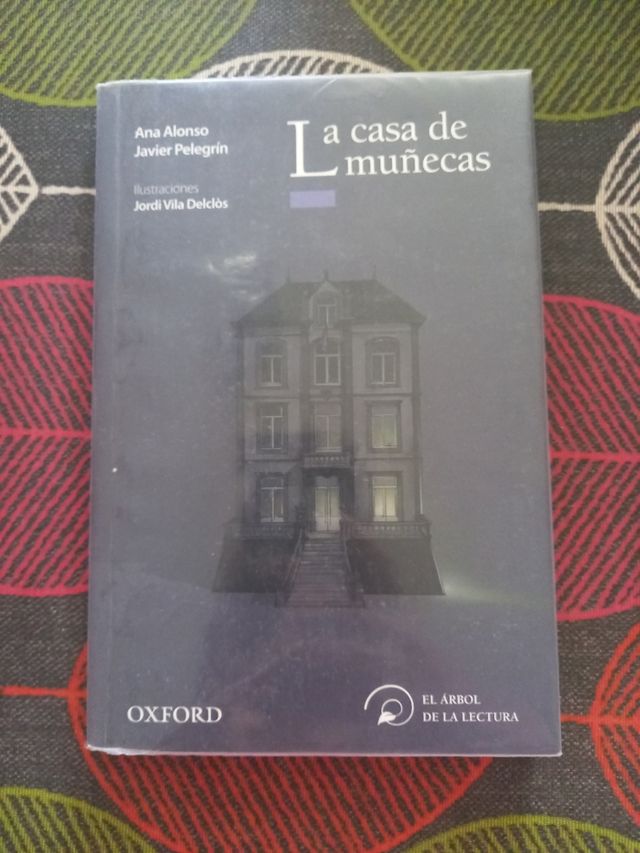 Ana Alonso
Javier Pelegrín
Ilustraciones
Jordi Vila Delclòs
La casa de
muñecas
OXFORD
EL ÁRBOL
DE LA LECTURA